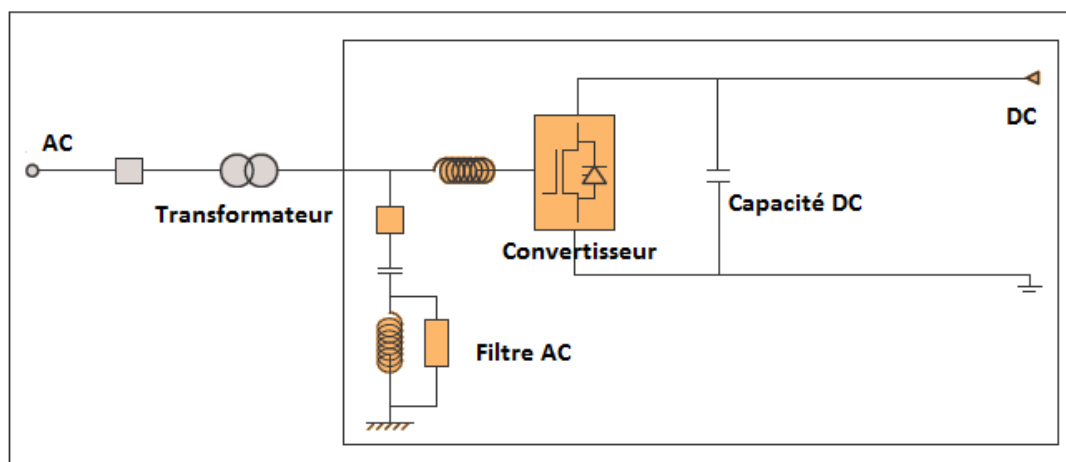 AC
DC
Transformateur
Capacité DC
Convertisseur
Filtre AC